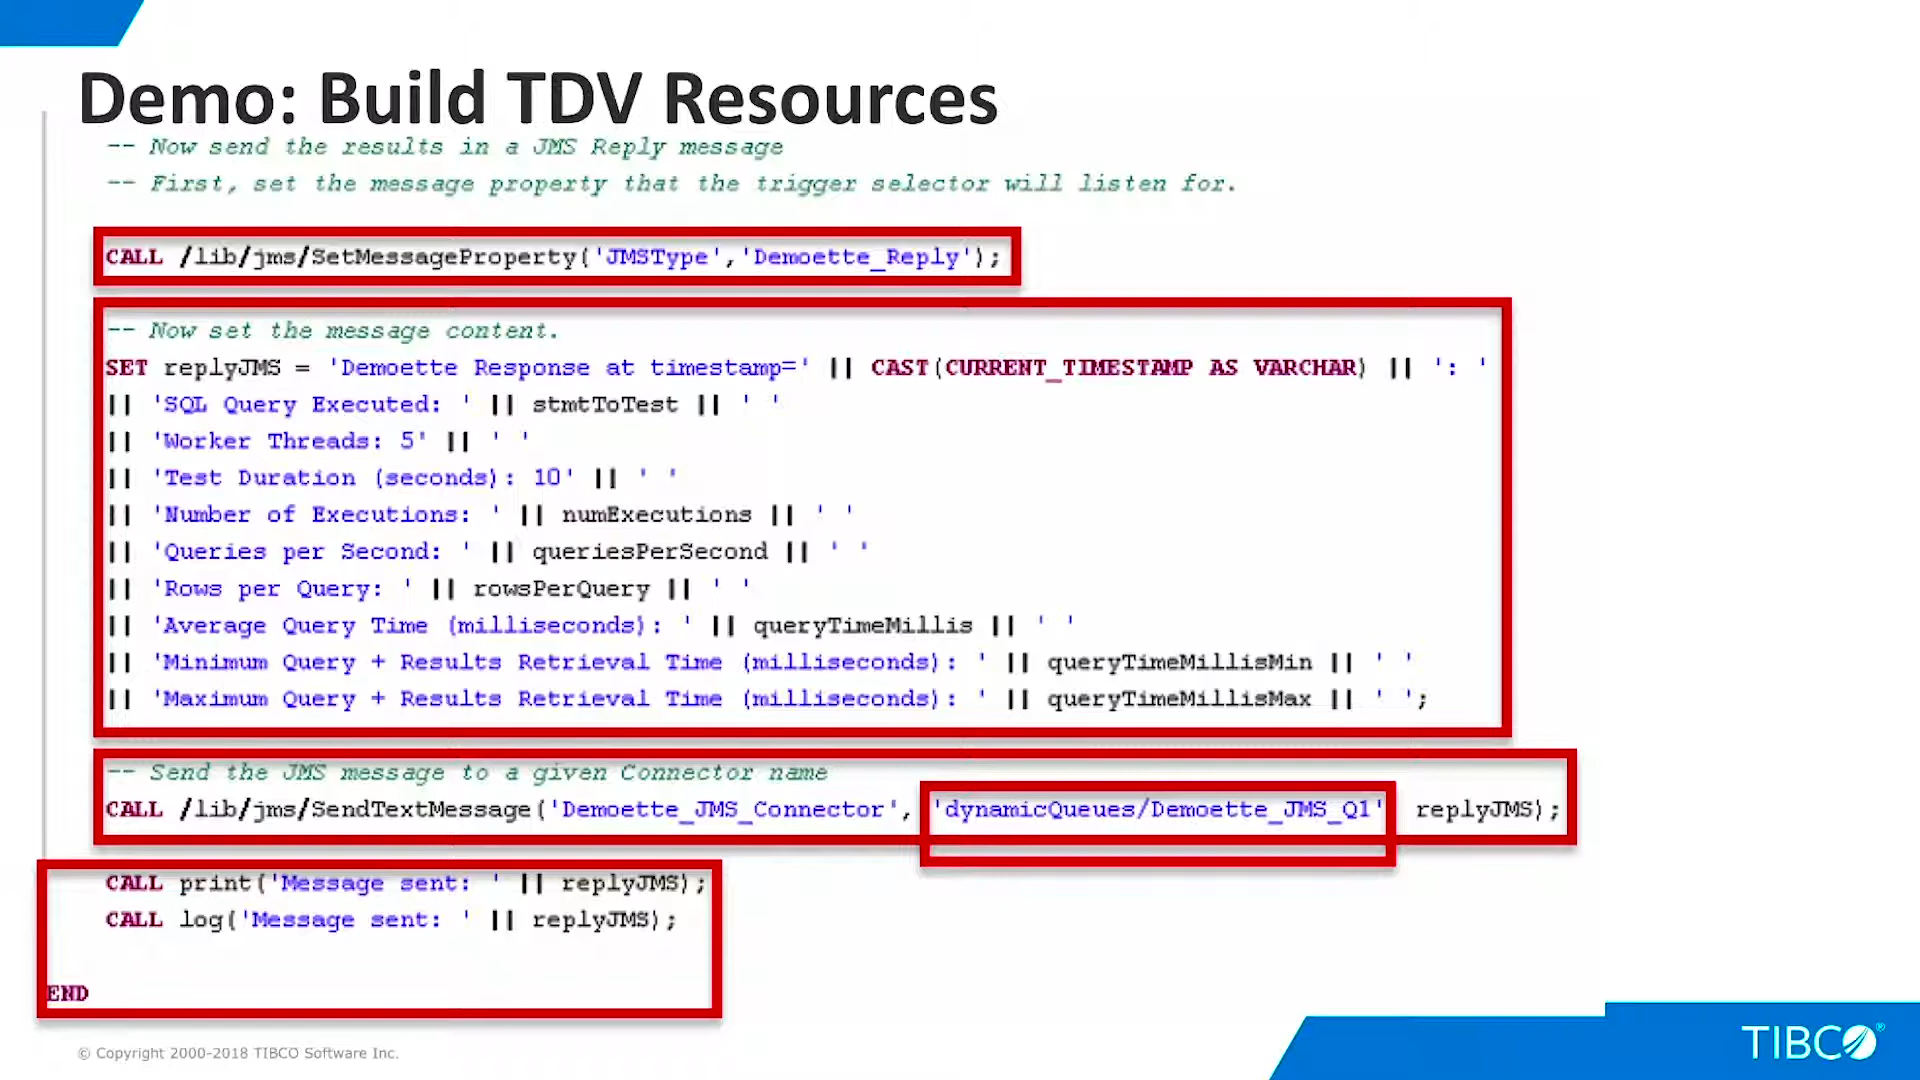 Demo: Build TDV Resources
-- Now send the results in a JMS Reply message
-- First, set the message property that the trigger selector will listen for.
CALL /lib/jms/SetMessageProperty('JMSType','Demoette_Reply');
-- Now set the message content.
SET replyJMS = 'Demoette Response at timestamp=' || CAST(CURRENT_TIMESTAMP AS VARCHAR) || ': '
|| 'SQL Query Executed: ' || stmtToTest || ' '
|| 'Worker Threads: 5' || ' '
|| 'Test Duration (seconds): 10' || ' '
|| 'Number of Executions: ' || numExecutions || ' '
|| 'Queries per Second: ' || queriesPerSecond || ' '
|| 'Rows per Query: ' || rowsPerQuery || ' '
|| 'Average Query Time (milliseconds): ' || queryTimeMillis || ' '
|| 'Minimum Query + Results Retrieval Time (milliseconds): ' || queryTimeMillisMin || ' '
|| 'Maximum Query + Results Retrieval Time (milliseconds): ' || queryTimeMillisMax || ' ';
-- Send the JMS message to a given Connector name
CALL /lib/jms/SendTextMessage('Demoette_JMS_Connector', 'dynamicQueues/Demoette_JMS_Q1' replyJMS);
CALL print('Message sent: ' || replyJMS);
CALL log('Message sent: ' || replyJMS);
END
© Copyright 2000-2018 TIBCO Software Inc.
TIBCO®